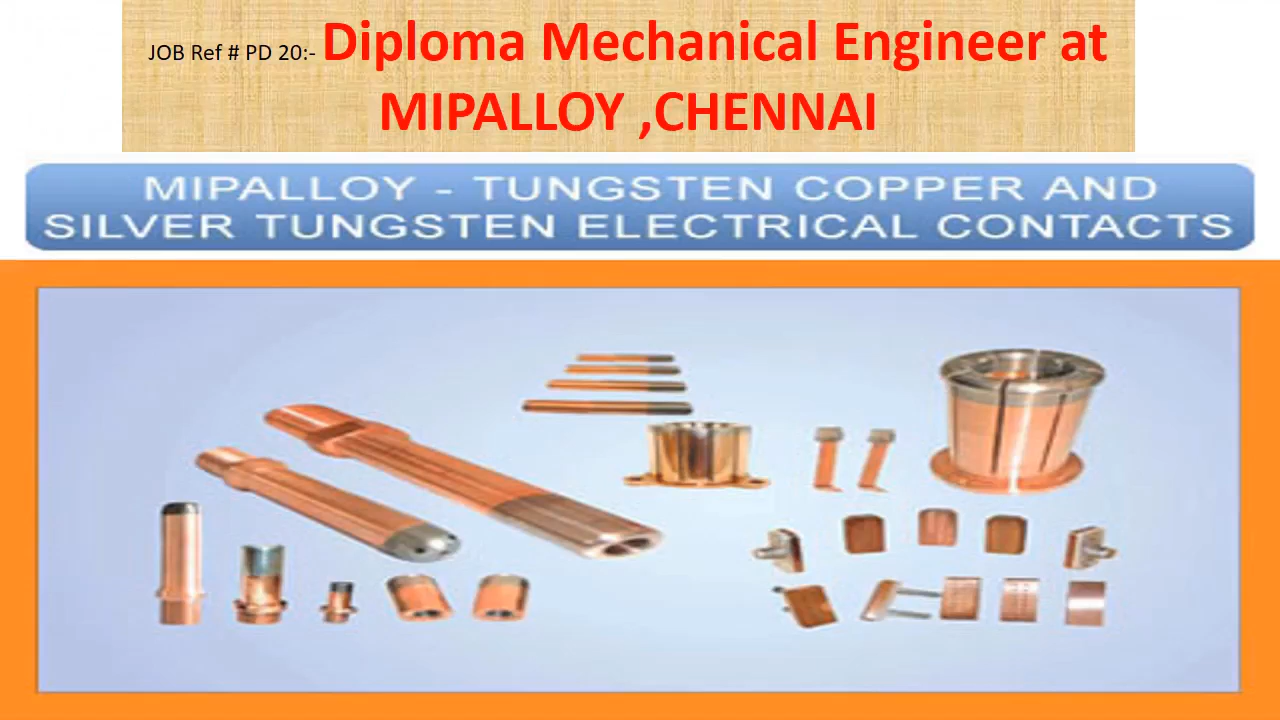 JOB Ref # PD 20:- Diploma Mechanical Engineer at
MIPALLOY ,CHENNAI
MIPALLOY - TUNGSTEN COPPER AND
SILVER TUNGSTEN ELECTRICAL CONTACTS